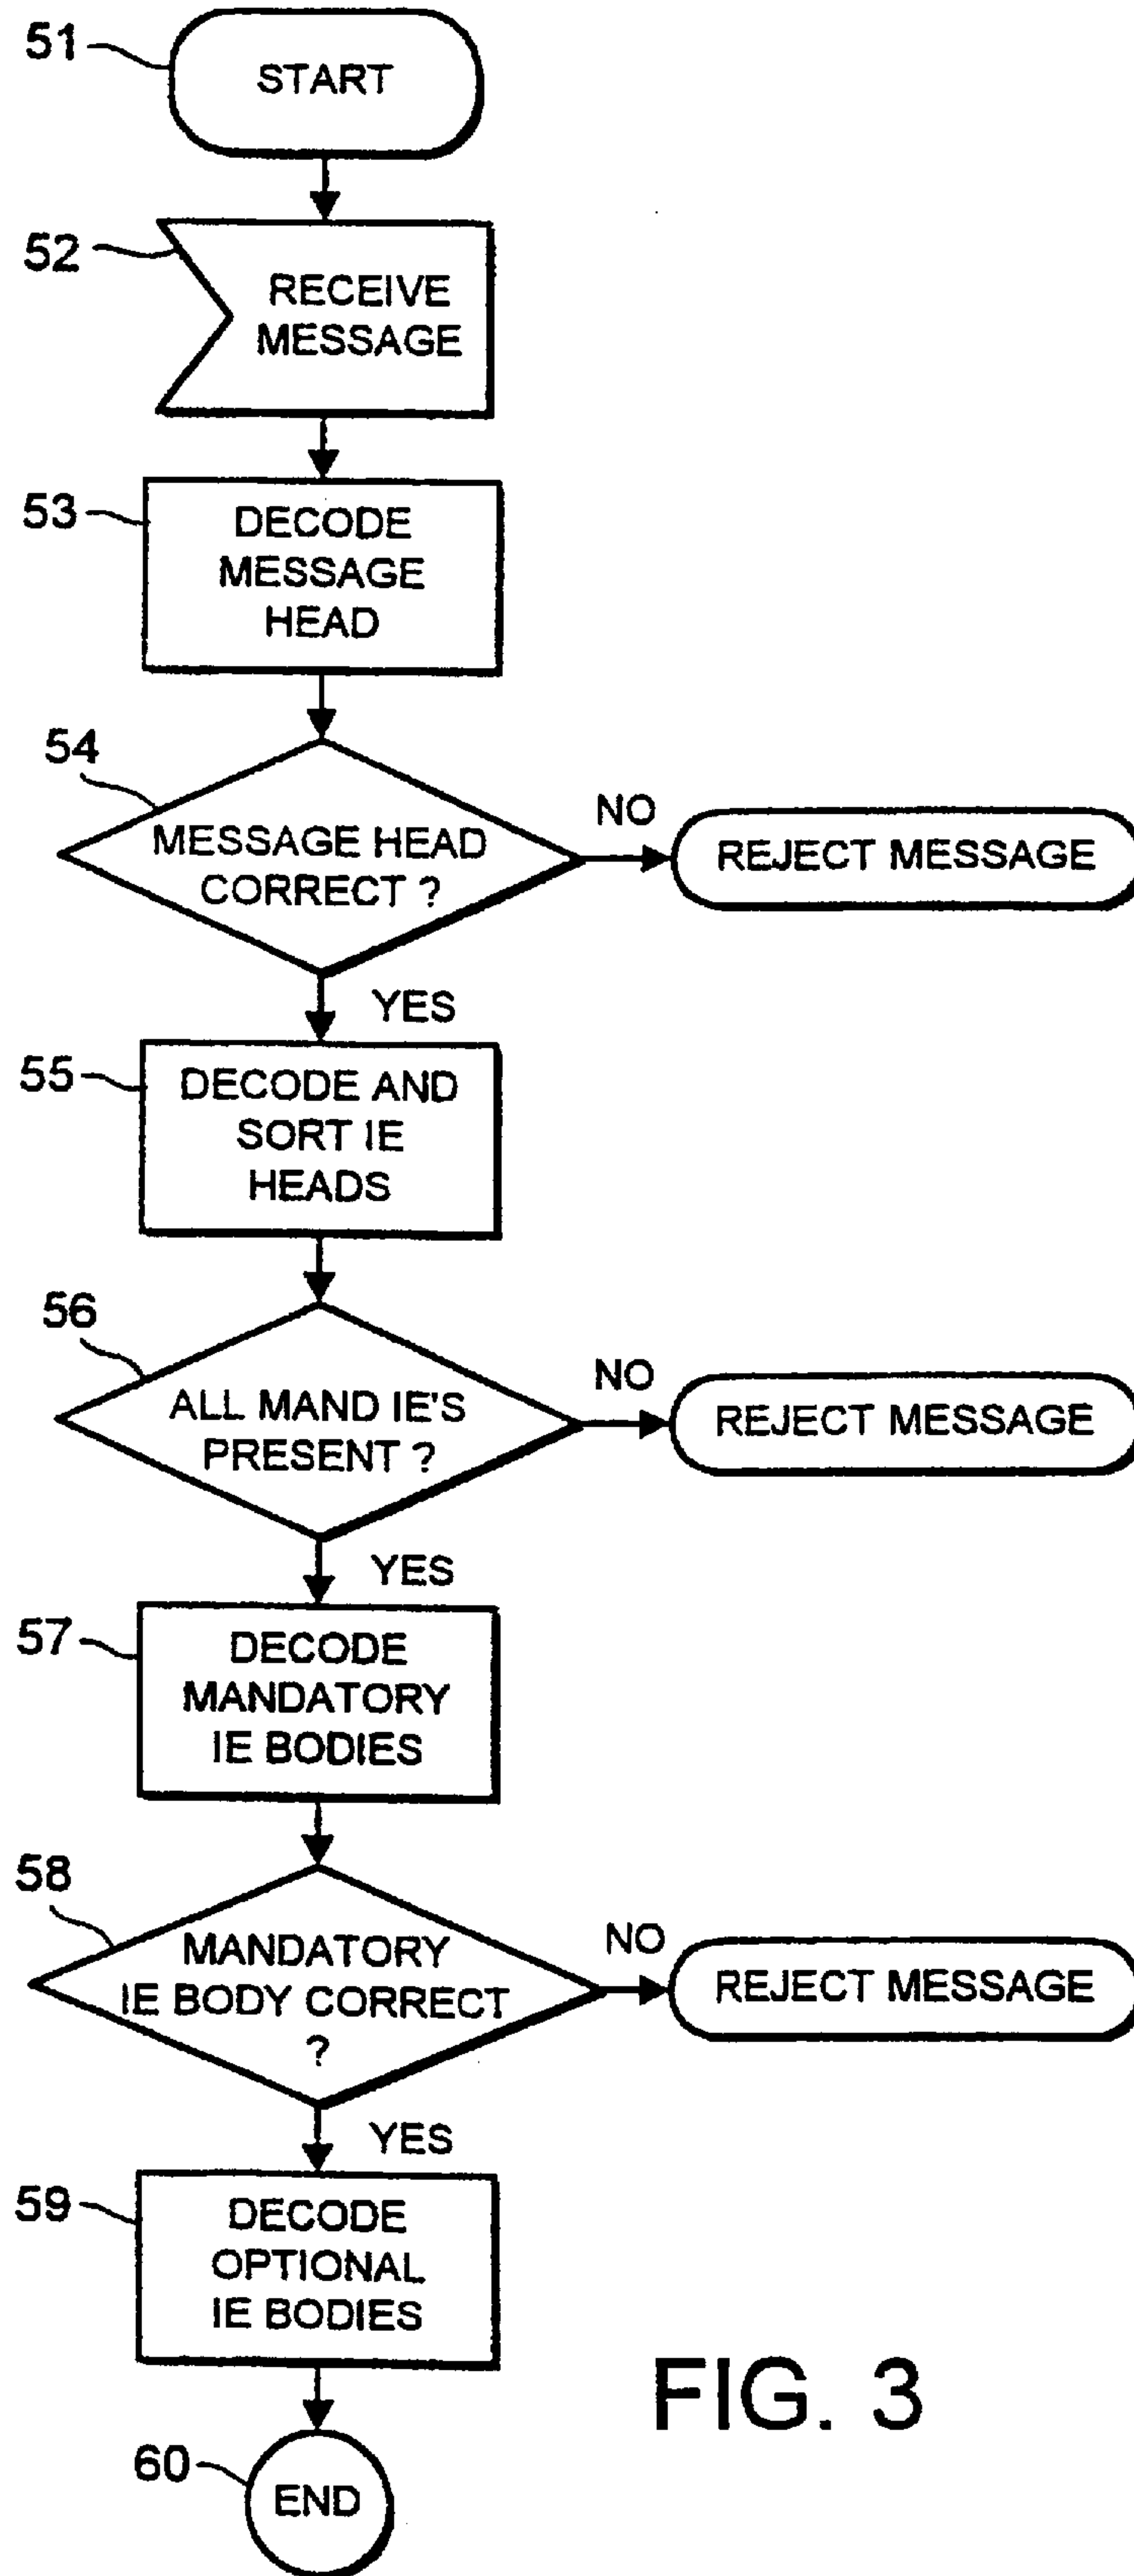 51
START
52
RECEIVE
MESSAGE
53
DECODE
MESSAGE
HEAD
54
MESSAGE HEAD
CORRECT ?
NO
REJECT MESSAGE
YES
55
DECODE AND
SORT IE
HEADS
56
ALL MAND IE'S
PRESENT ?
NO
REJECT MESSAGE
YES
57
DECODE
MANDATORY
IE BODIES
58
MANDATORY
IE BODY CORRECT
?
NO
REJECT MESSAGE
YES
59
DECODE
OPTIONAL
IE BODIES
60
END
FIG. 3